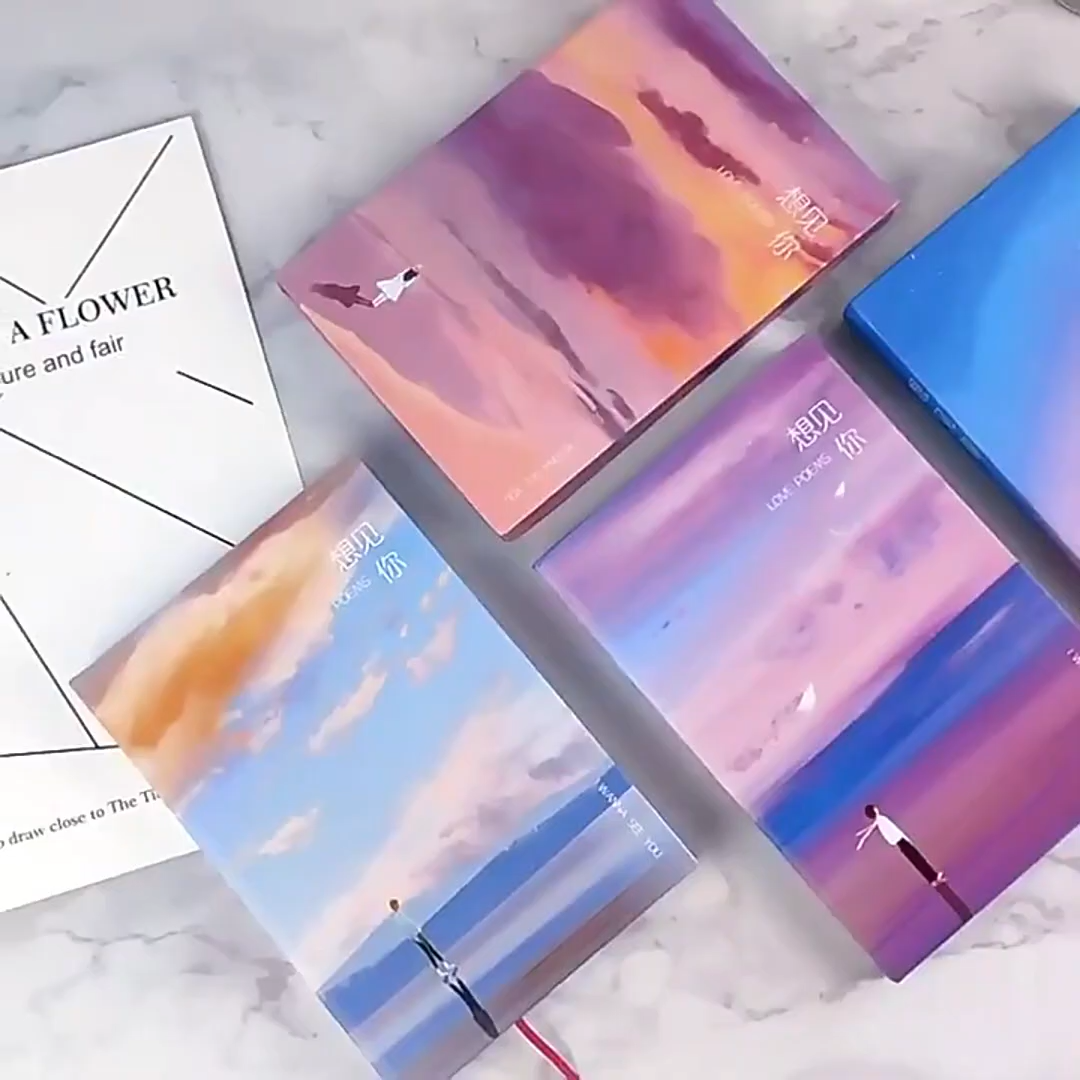 A FLOWER
ure and fair
draw close to The Ti
想见
你
想见
你
LOVE POEMS
想见
你
POEMS
I WANNA SEE YOU